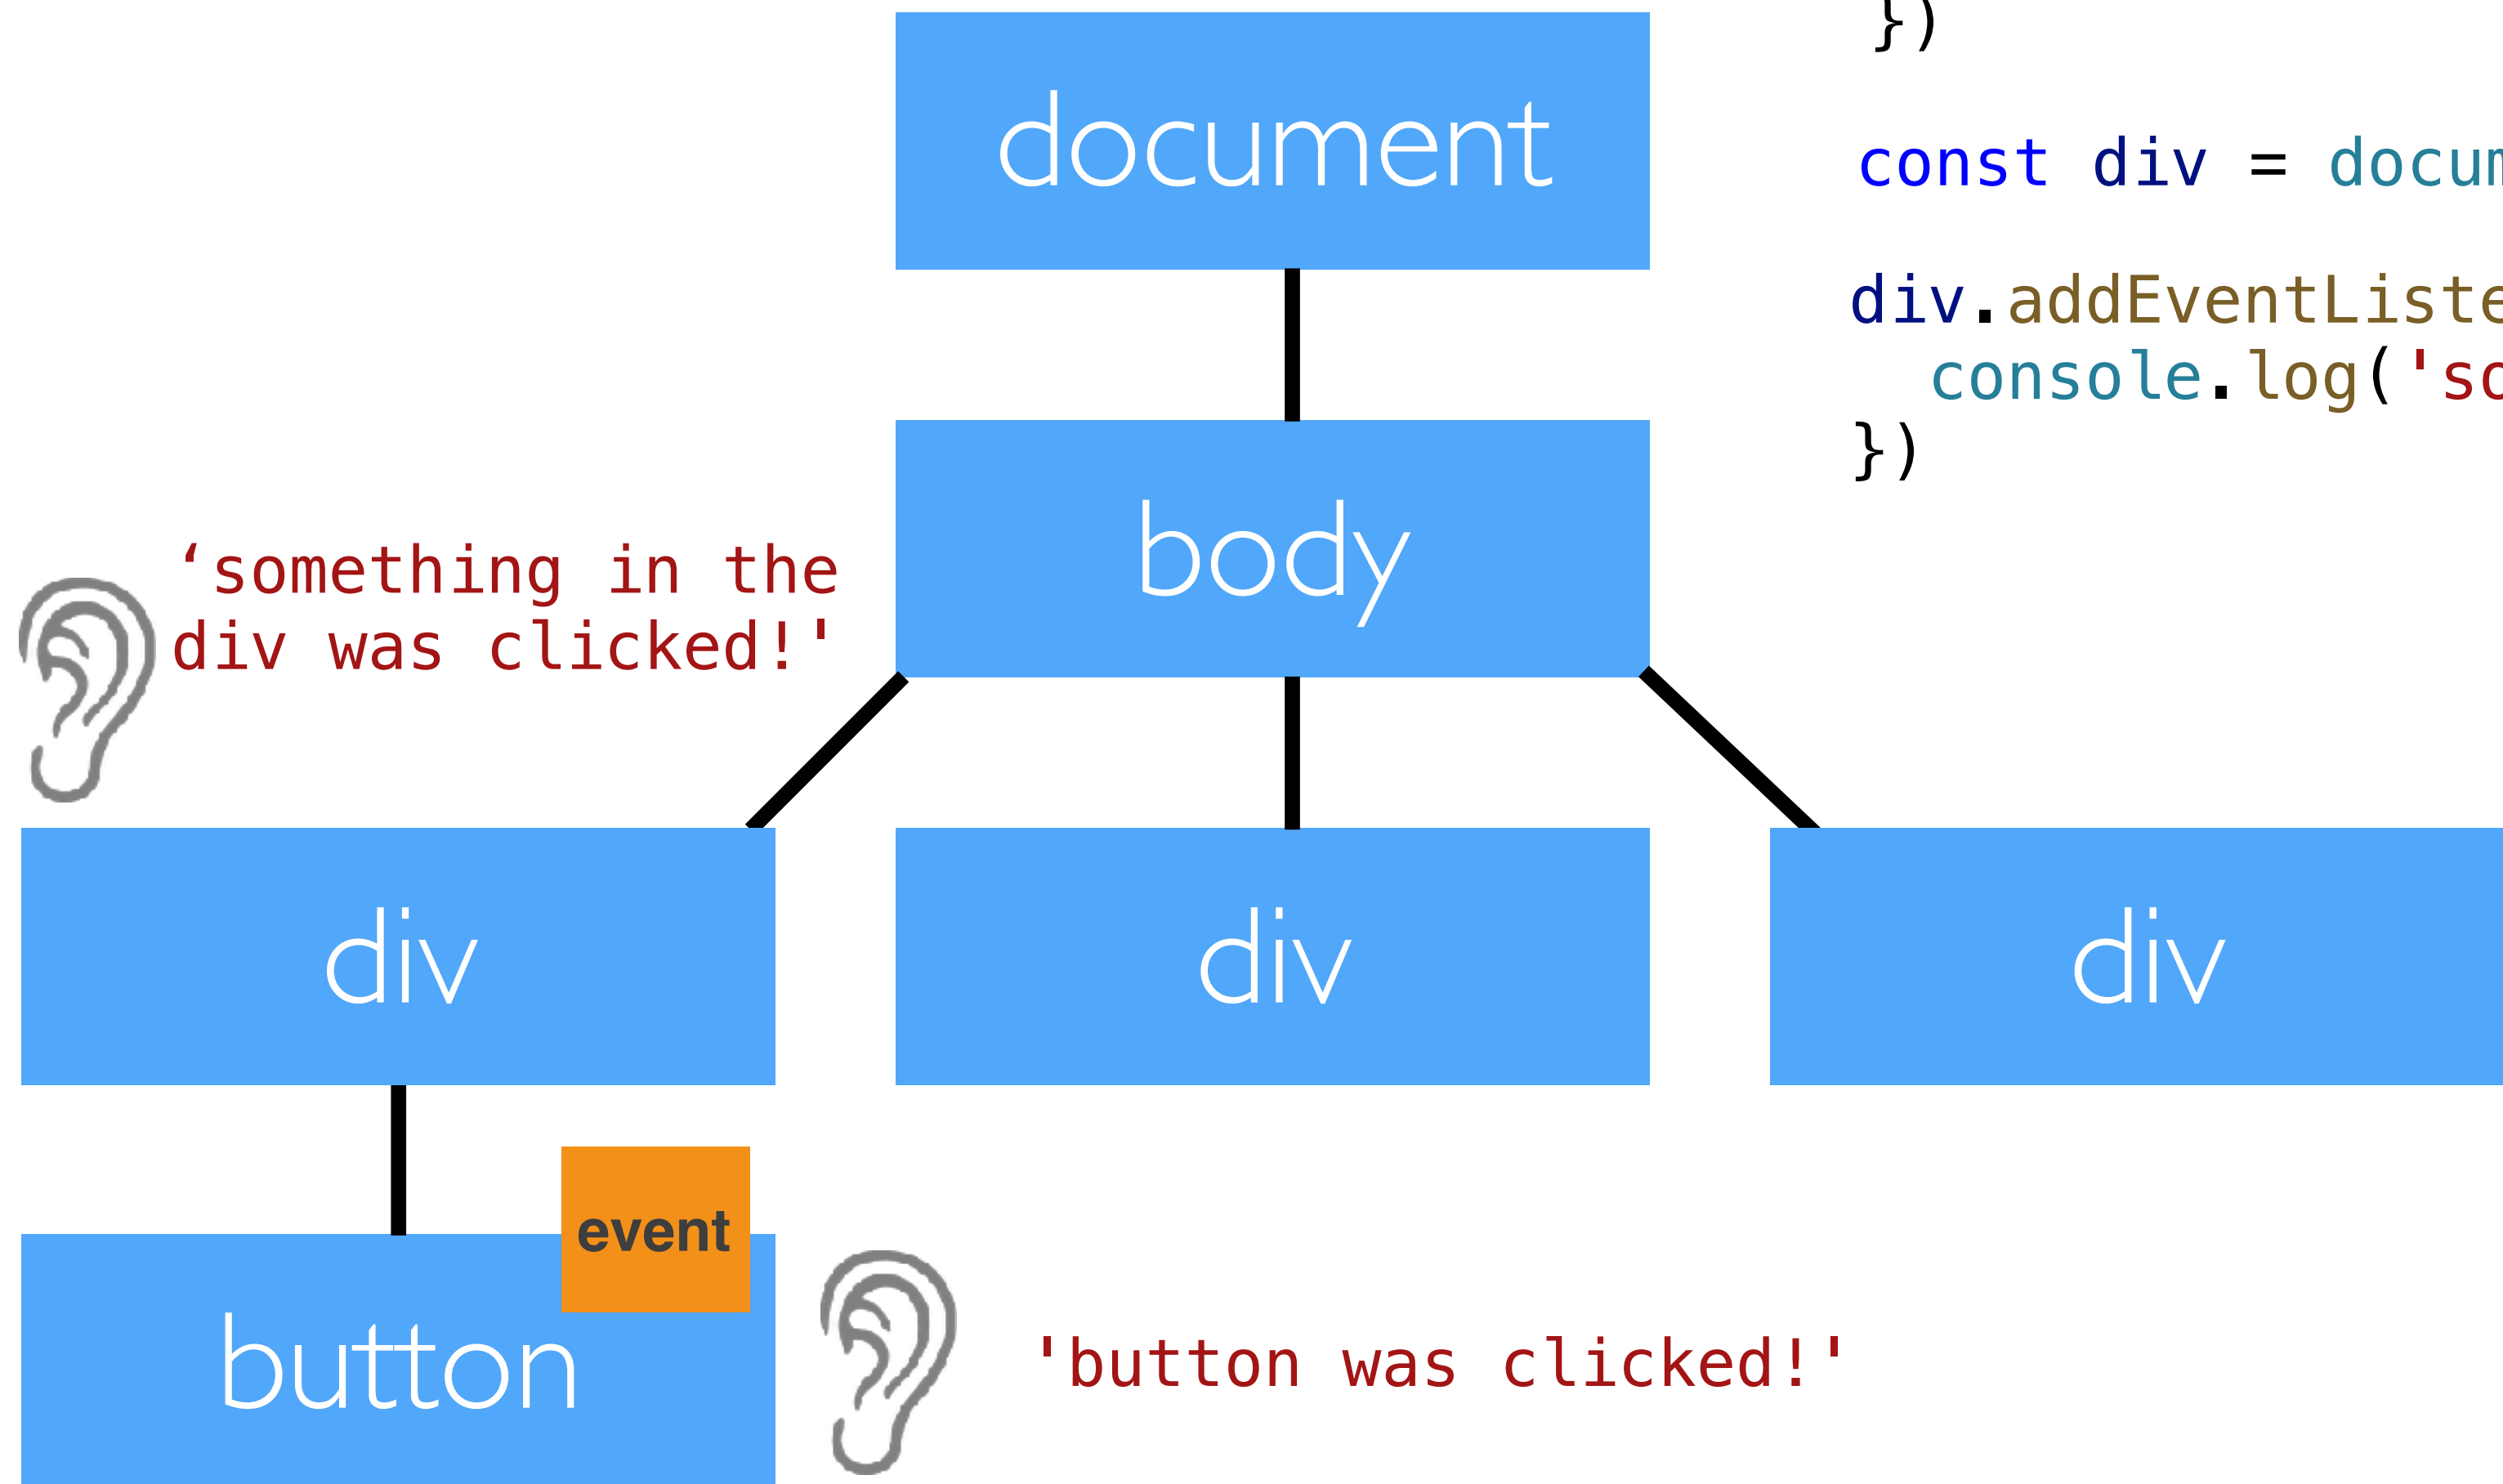 })
const div = docum
div.addEventListe
console.log('so
})
document
body
‘something in the
div was clicked!'
div
div
div
event
button
'button was clicked!'